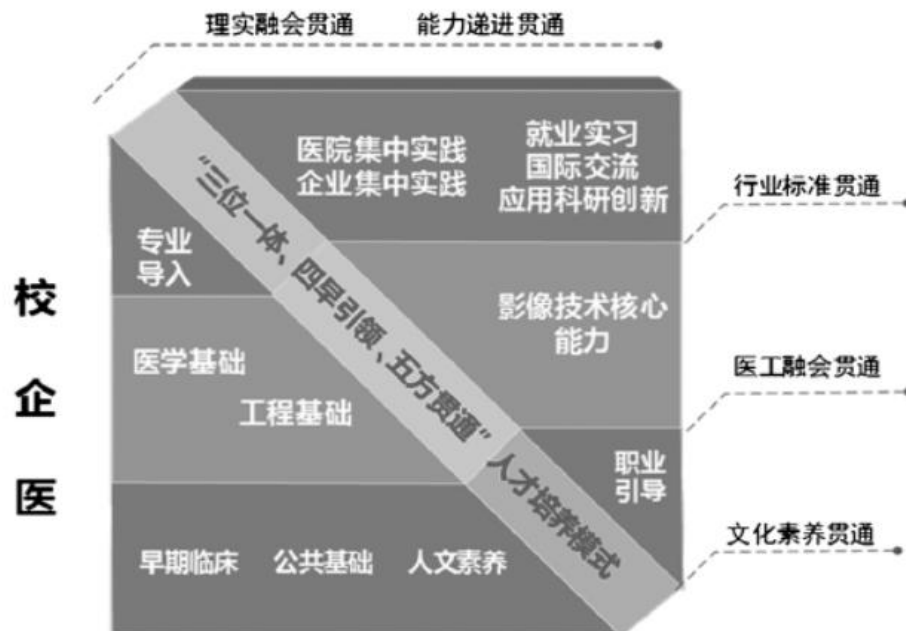 理实融会贯通 能力递进贯通
医院集中实践
企业集中实践
就业实习
国际交流
应用科研创新
行业标准贯通
专业
导入
“三位一体、四早引领、五方贯通”人才培养模式
校
企
医
影像技术核心
能力
医学基础
工程基础
医工融会贯通
职业
引导
早期临床 公共基础 人文素养
文化素养贯通